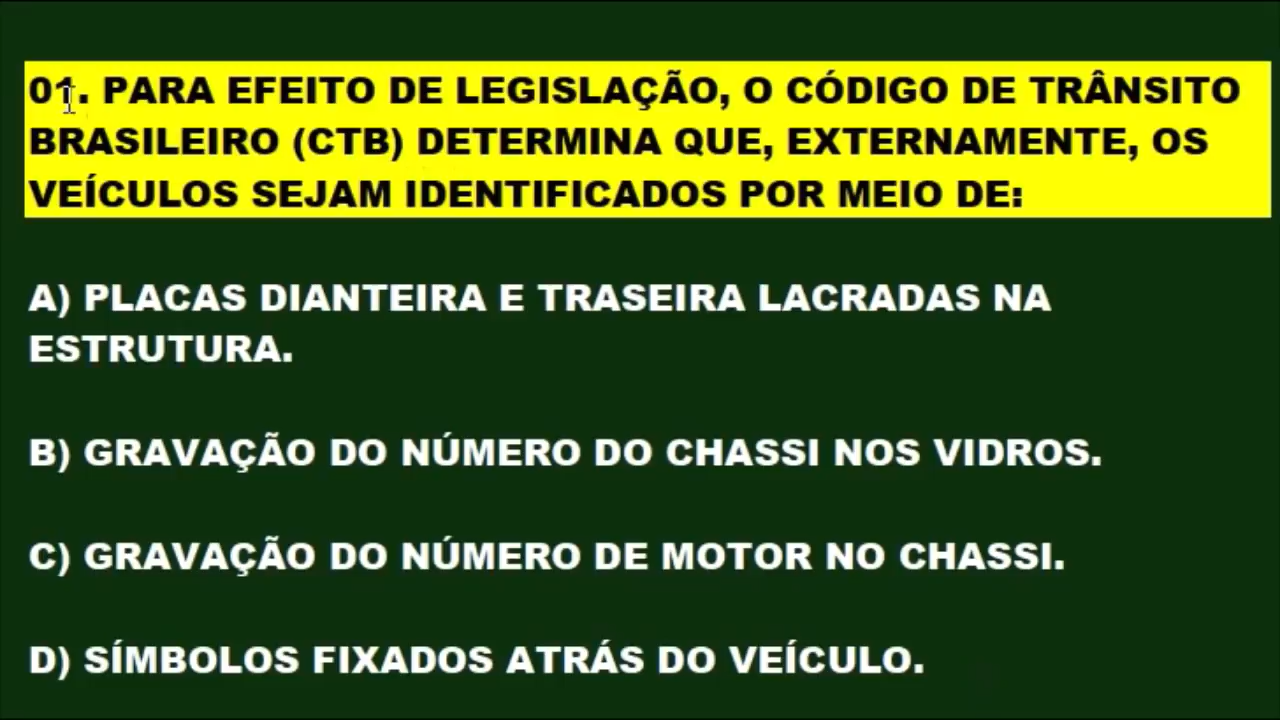 01. PARA EFEITO DE LEGISLAÇÃO, O CÓDIGO DE TRÂNSITO
BRASILEIRO (CTB) DETERMINA QUE, EXTERNAMENTE, OS
VEÍCULOS SEJAM IDENTIFICADOS POR MEIO DE:
A) PLACAS DIANTEIRA E TRASEIRA LACRADAS NA
ESTRUTURA.
B) GRAVAÇÃO DO NÚMERO DO CHASSI NOS VIDROS.
C) GRAVAÇÃO DO NÚMERO DE MOTOR NO CHASSI.
D) SÍMBOLOS FIXADOS ATRÁS DO VEÍCULO.